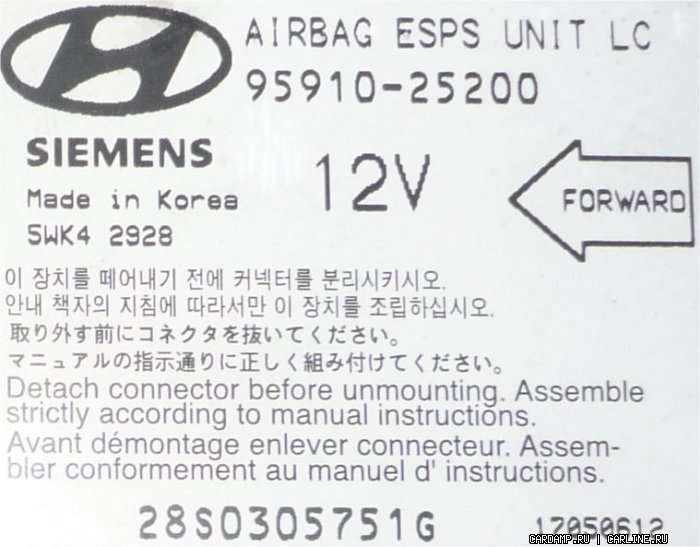 AIRBAG ESPS UNIT LC
95910-25200
SIEMENS
12V
Made in Korea
FORWARD
5WK4 2928
이 장치를 떼어내기 전에 커넥터를 분리시키시오.
안내 책자의 지침에 따라서만 이 장치를 조립하십시오.
取り外す前にコネクタを抜いてください。
マニュアルの指示通りに正しく組み付けてください。
Detach connector before unmounting. Assemble
strictly according to manual instructions.
Avant démontage enlever connecteur. Assem-
bler conformement au manuel d' instructions.
28S0305751G
17050612
CARDAMP.RU | CARLINE.RU